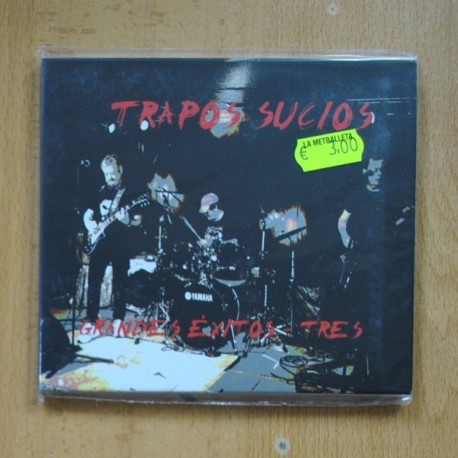 TRAPOS SUCIOS
LA METRALLETA
€ 3,00
YAMAHA
GRANDES ÉXITOS - TRES